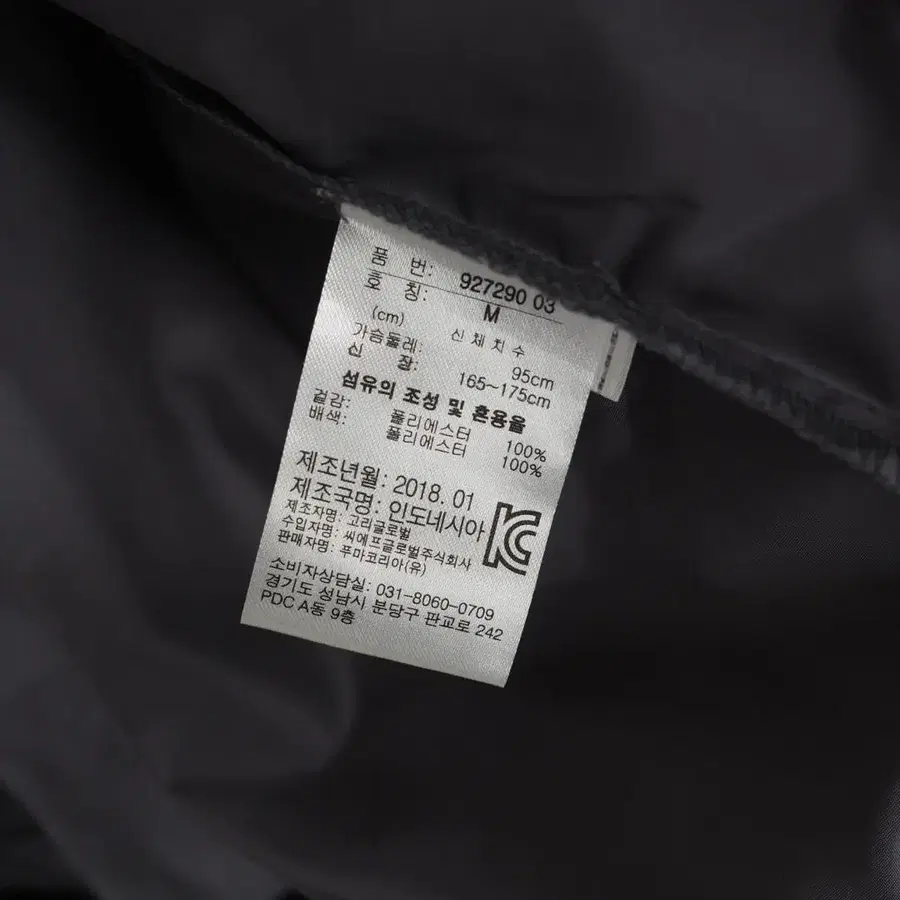 품 번: 927290 03
호 칭: M
(cm) 신체치수
가슴둘레: 95cm
신 장: 165~175cm
섬유의 조성 및 혼용율
겉감: 폴리에스터 100%
배색: 폴리에스터 100%
제조년월: 2018. 01
제조국명: 인도네시아
제조자명: 고리글로벌
수입자명: 씨에프글로벌주식회사
판매자명: 푸마코리아(유)
소비자상담실: 031-8060-0709
경기도 성남시 분당구 판교로 242
PDC A동 9층
KC